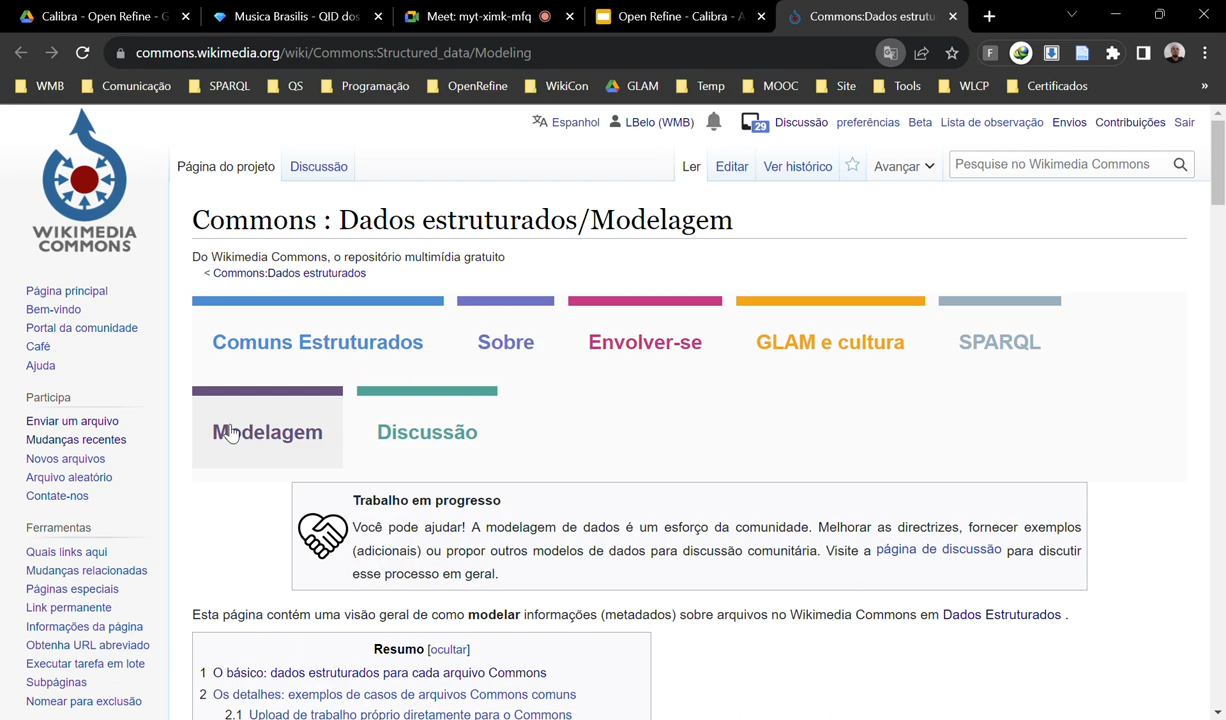 Calibra - Open Refine - G
Musica Brasilis - QID dos
Meet: myt-ximk-mfq
Open Refine - Calibra - A
Commons:Dados estrutu
commons.wikimedia.org/wiki/Commons:Structured_data/Modeling
F
WMB
Comunicação
SPARQL
QS
Programação
OpenRefine
WikiCon
GLAM
Temp
MOOC
Site
Tools
WLCP
Certificados
»
Espanhol
LBelo (WMB)
29
Discussão
preferências
Beta
Lista de observação
Envios
Contribuições
Sair
WIKIMEDIA
COMMONS
Página do projeto
Discussão
Ler
Editar
Ver histórico
Avançar
Pesquise no Wikimedia Commons
Commons : Dados estruturados/Modelagem
Do Wikimedia Commons, o repositório multimídia gratuito
< Commons:Dados estruturados
Comuns Estruturados
Sobre
Envolver-se
GLAM e cultura
SPARQL
Modelagem
Discussão
Trabalho em progresso
Você pode ajudar! A modelagem de dados é um esforço da comunidade. Melhorar as directrizes, fornecer exemplos
(adicionais) ou propor outros modelos de dados para discussão comunitária. Visite a página de discussão para discutir
esse processo em geral.
Esta página contém uma visão geral de como modelar informações (metadados) sobre arquivos no Wikimedia Commons em Dados Estruturados .
Resumo [ocultar]
1 O básico: dados estruturados para cada arquivo Commons
2 Os detalhes: exemplos de casos de arquivos Commons comuns
2.1 Upload de trabalho próprio diretamente para o Commons
Página principal
Bem-vindo
Portal da comunidade
Café
Ajuda
Participa
Enviar um arquivo
Mudanças recentes
Novos arquivos
Arquivo aleatório
Contate-nos
Ferramentas
Quais links aqui
Mudanças relacionadas
Páginas especiais
Link permanente
Informações da página
Obtenha URL abreviado
Executar tarefa em lote
Subpáginas
Nomear para exclusão